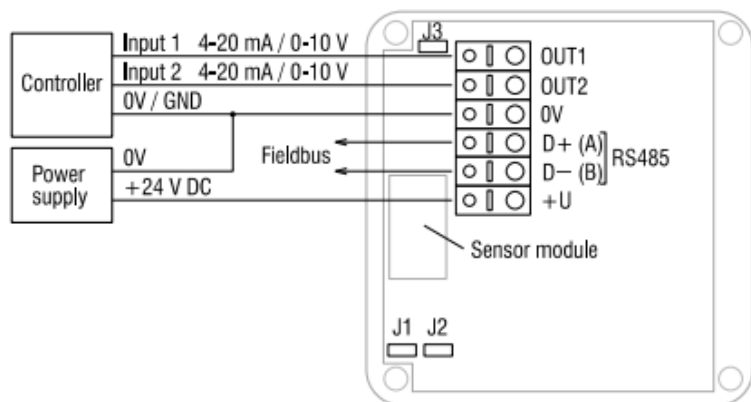 J3
Input 1 4-20 mA / 0-10 V
OUT1
Input 2 4-20 mA / 0-10 V
OUT2
Controller
0V / GND
0V
Fieldbus
D+ (A)
RS485
D− (B)
Power supply
0V
+24 V DC
+U
Sensor module
J1 J2